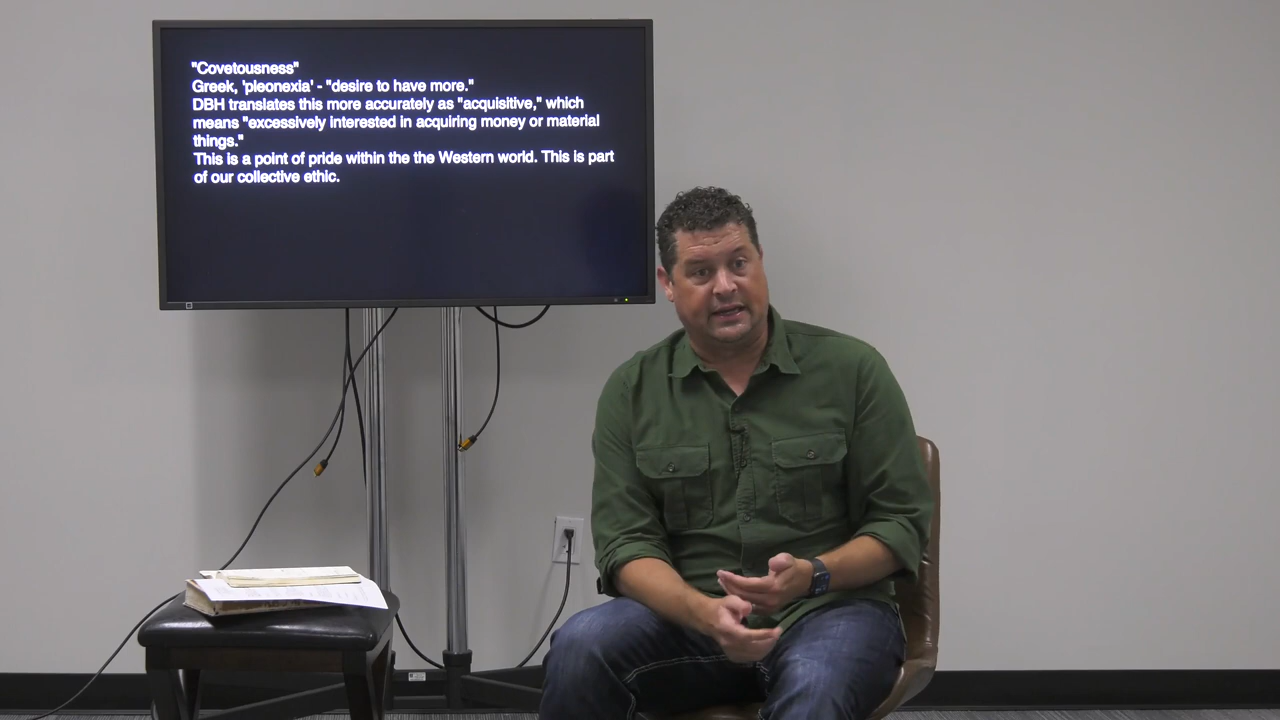 "Covetousness"
Greek, 'pleonexia' - "desire to have more."
DBH translates this more accurately as "acquisitive," which
means "excessively interested in acquiring money or material
things."
This is a point of pride within the the Western world. This is part
of our collective ethic.